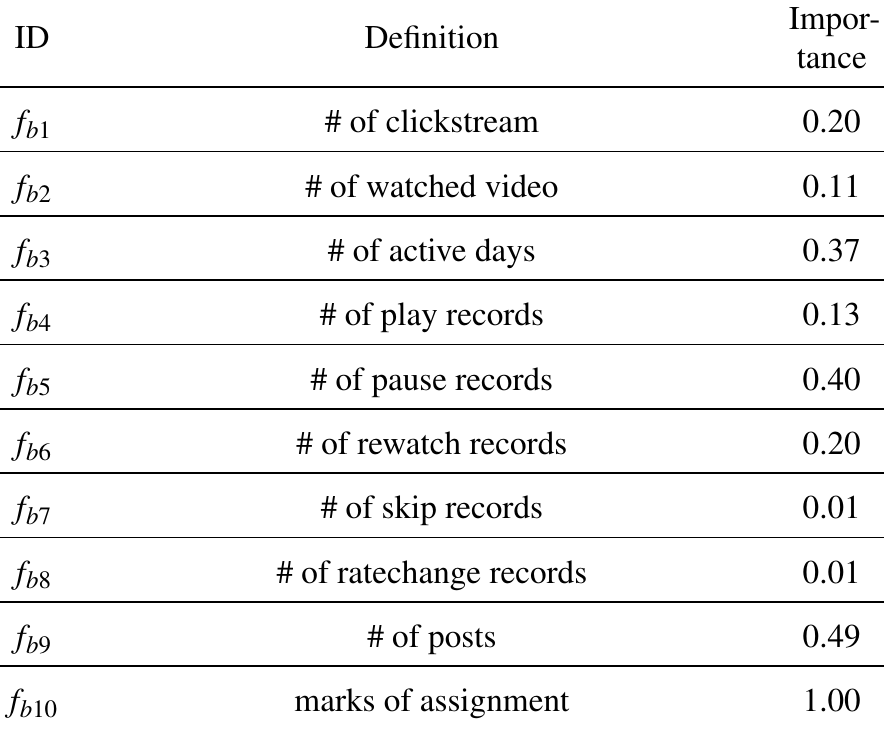 ID Definition Impor-
tance
f_{b1} # of clickstream 0.20
f_{b2} # of watched video 0.11
f_{b3} # of active days 0.37
f_{b4} # of play records 0.13
f_{b5} # of pause records 0.40
f_{b6} # of rewatch records 0.20
f_{b7} # of skip records 0.01
f_{b8} # of ratechange records 0.01
f_{b9} # of posts 0.49
f_{b10} marks of assignment 1.00